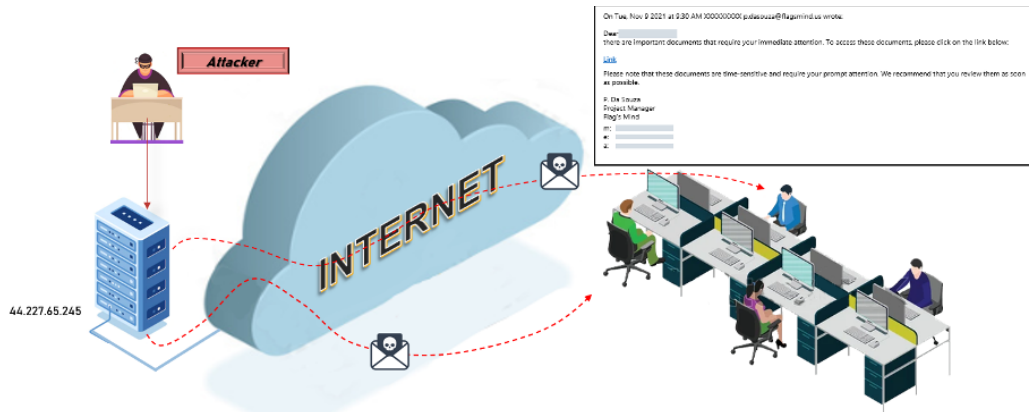 Attacker
INTERNET
44.227.65.245
On Tue, Nov 9 2021 at 9:30 AM XXXXXXXXX p.dasouza@flagsmind.us wrote:
Dear
there are important documents that require your immediate attention. To access these documents, please click on the link below:
Link
Please note that these documents are time-sensitive and require your prompt attention. We recommend that you review them as soon
as possible.
P. Da Souza
Project Manager
Flag's Mind
m:
e:
a: